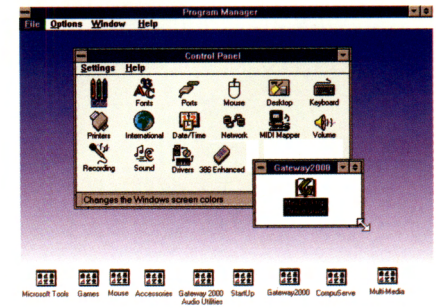 Program Manager
File Options Window Help
Control Panel
Settings Help
Fonts Ports Mouse Desktop Keyboard
Printers International Date/Time Network MIDI Mapper Volume
Recording Sound Drivers 386 Enhanced
Gateway2000
Changes the Windows screen colors
Microsoft Tools Games Mouse Accessories Gateway 2000 Audio Utilities StartUp Gateway2000 CompuServe Multi-Media